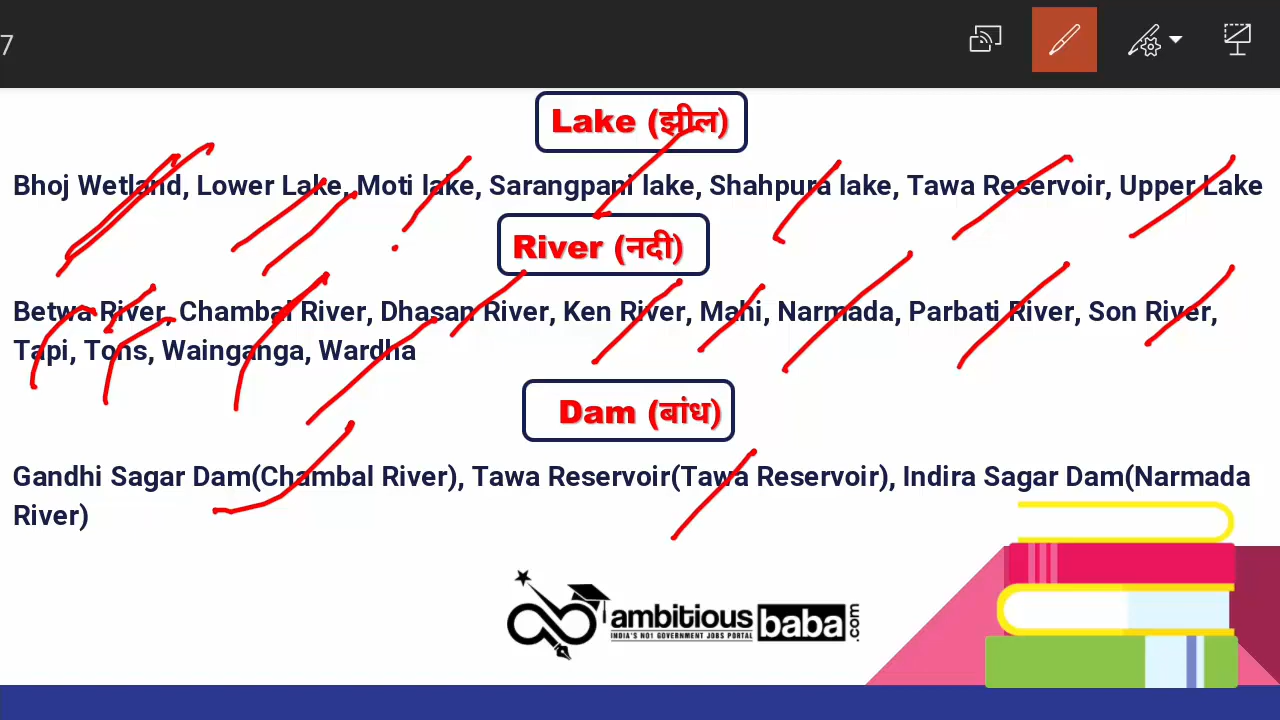 7
Lake (झील)
Bhoj Wetland, Lower Lake, Moti lake, Sarangpani lake, Shahpura lake, Tawa Reservoir, Upper Lake
River (नदी)
Betwa River, Chambal River, Dhasan River, Ken River, Mahi, Narmada, Parbati River, Son River,
Tapi, Tons, Wainganga, Wardha
Dam (बांध)
Gandhi Sagar Dam(Chambal River), Tawa Reservoir(Tawa Reservoir), Indira Sagar Dam(Narmada
River)
ambitious baba .com
INDIA'S NO1 GOVERNMENT JOBS PORTAL